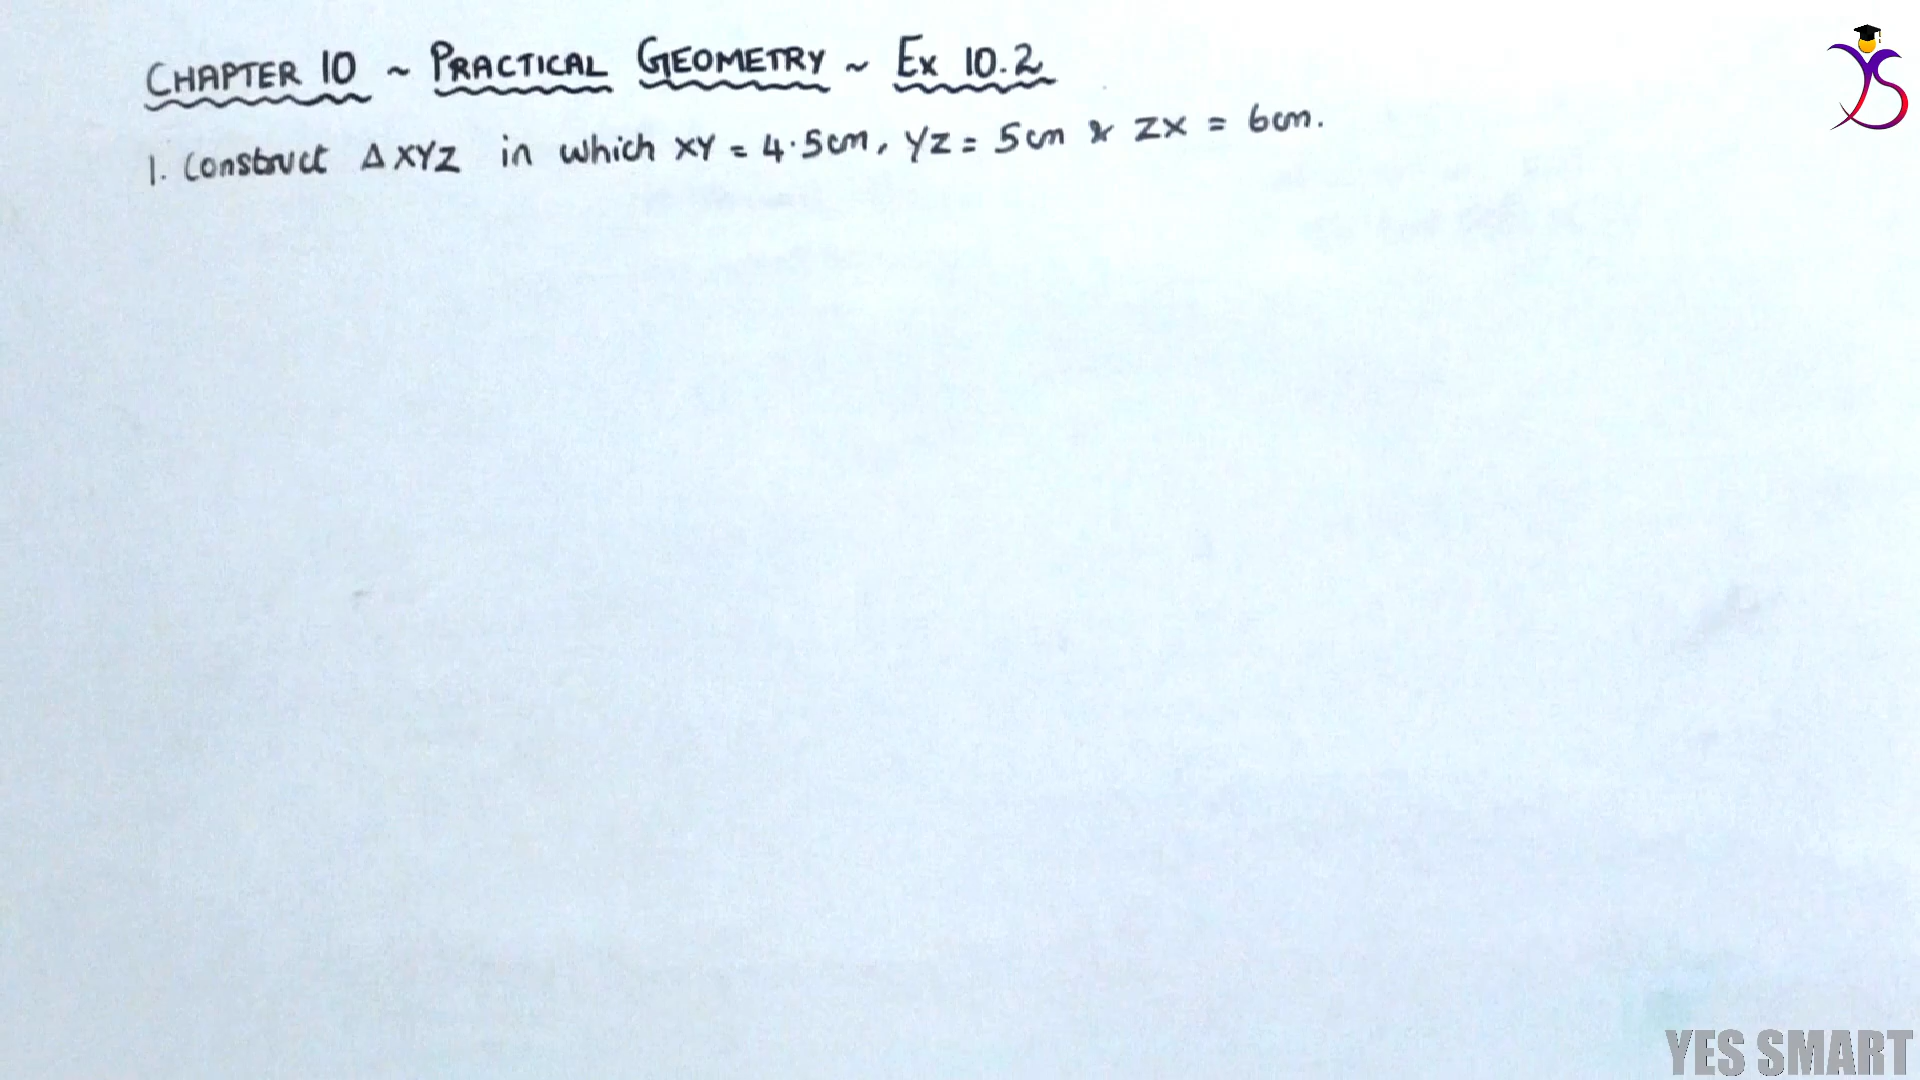 CHAPTER 10 ~ PRACTICAL GEOMETRY ~ Ex 10.2
1. Construct ΔXYZ in which XY = 4.5cm, YZ = 5cm & ZX = 6cm.
YES SMART